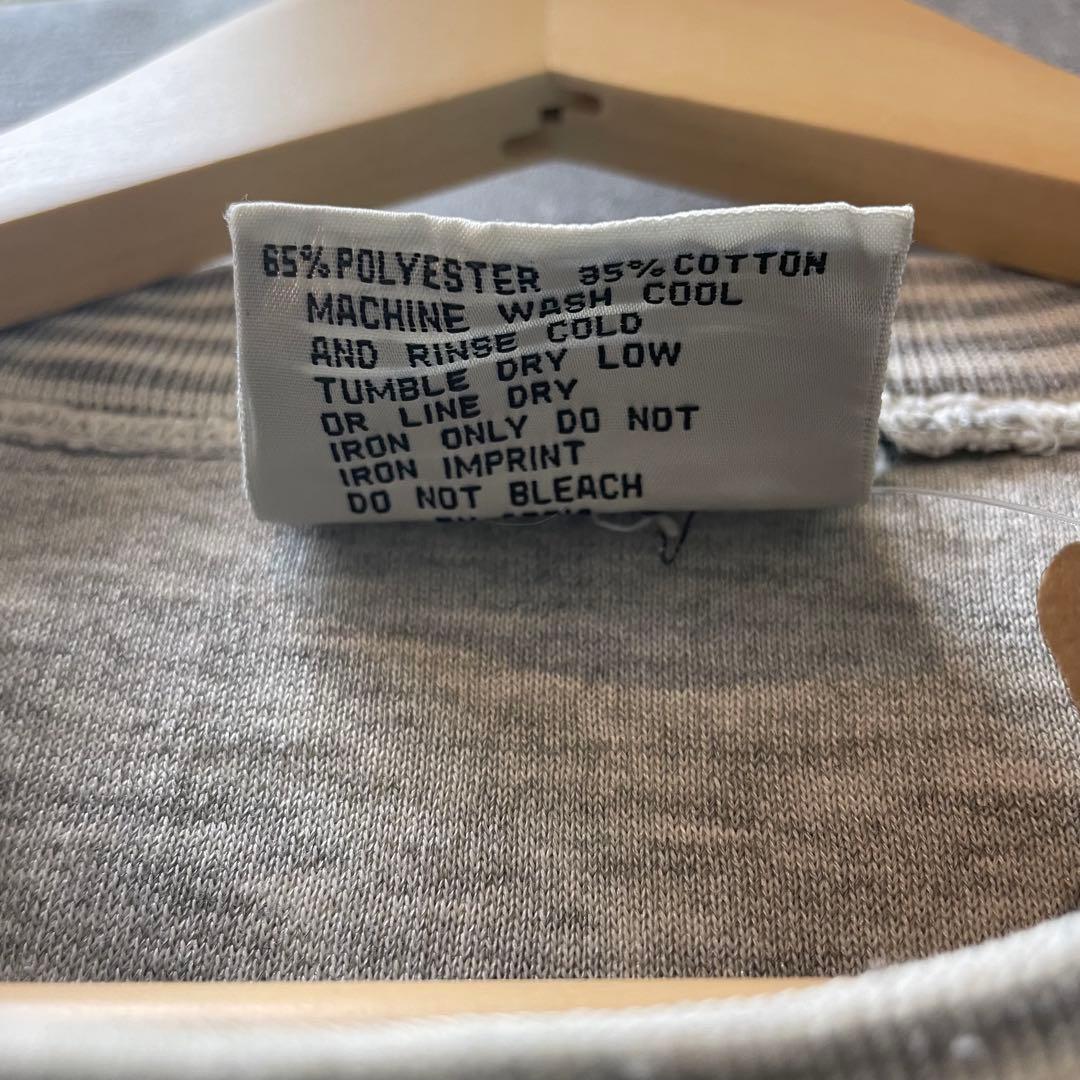 65% POLYESTER 35% COTTON
MACHINE WASH COOL
AND RINSE COLD
TUMBLE DRY LOW
OR LINE DRY
IRON ONLY DO NOT
IRON IMPRINT
DO NOT BLEACH